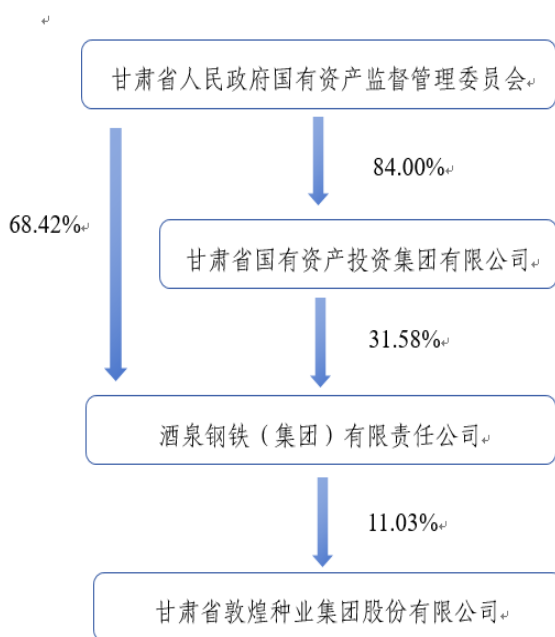 甘肃省人民政府国有资产监督管理委员会
84.00%
68.42%
甘肃省国有资产投资集团有限公司
31.58%
酒泉钢铁（集团）有限责任公司
11.03%
甘肃省敦煌种业集团股份有限公司